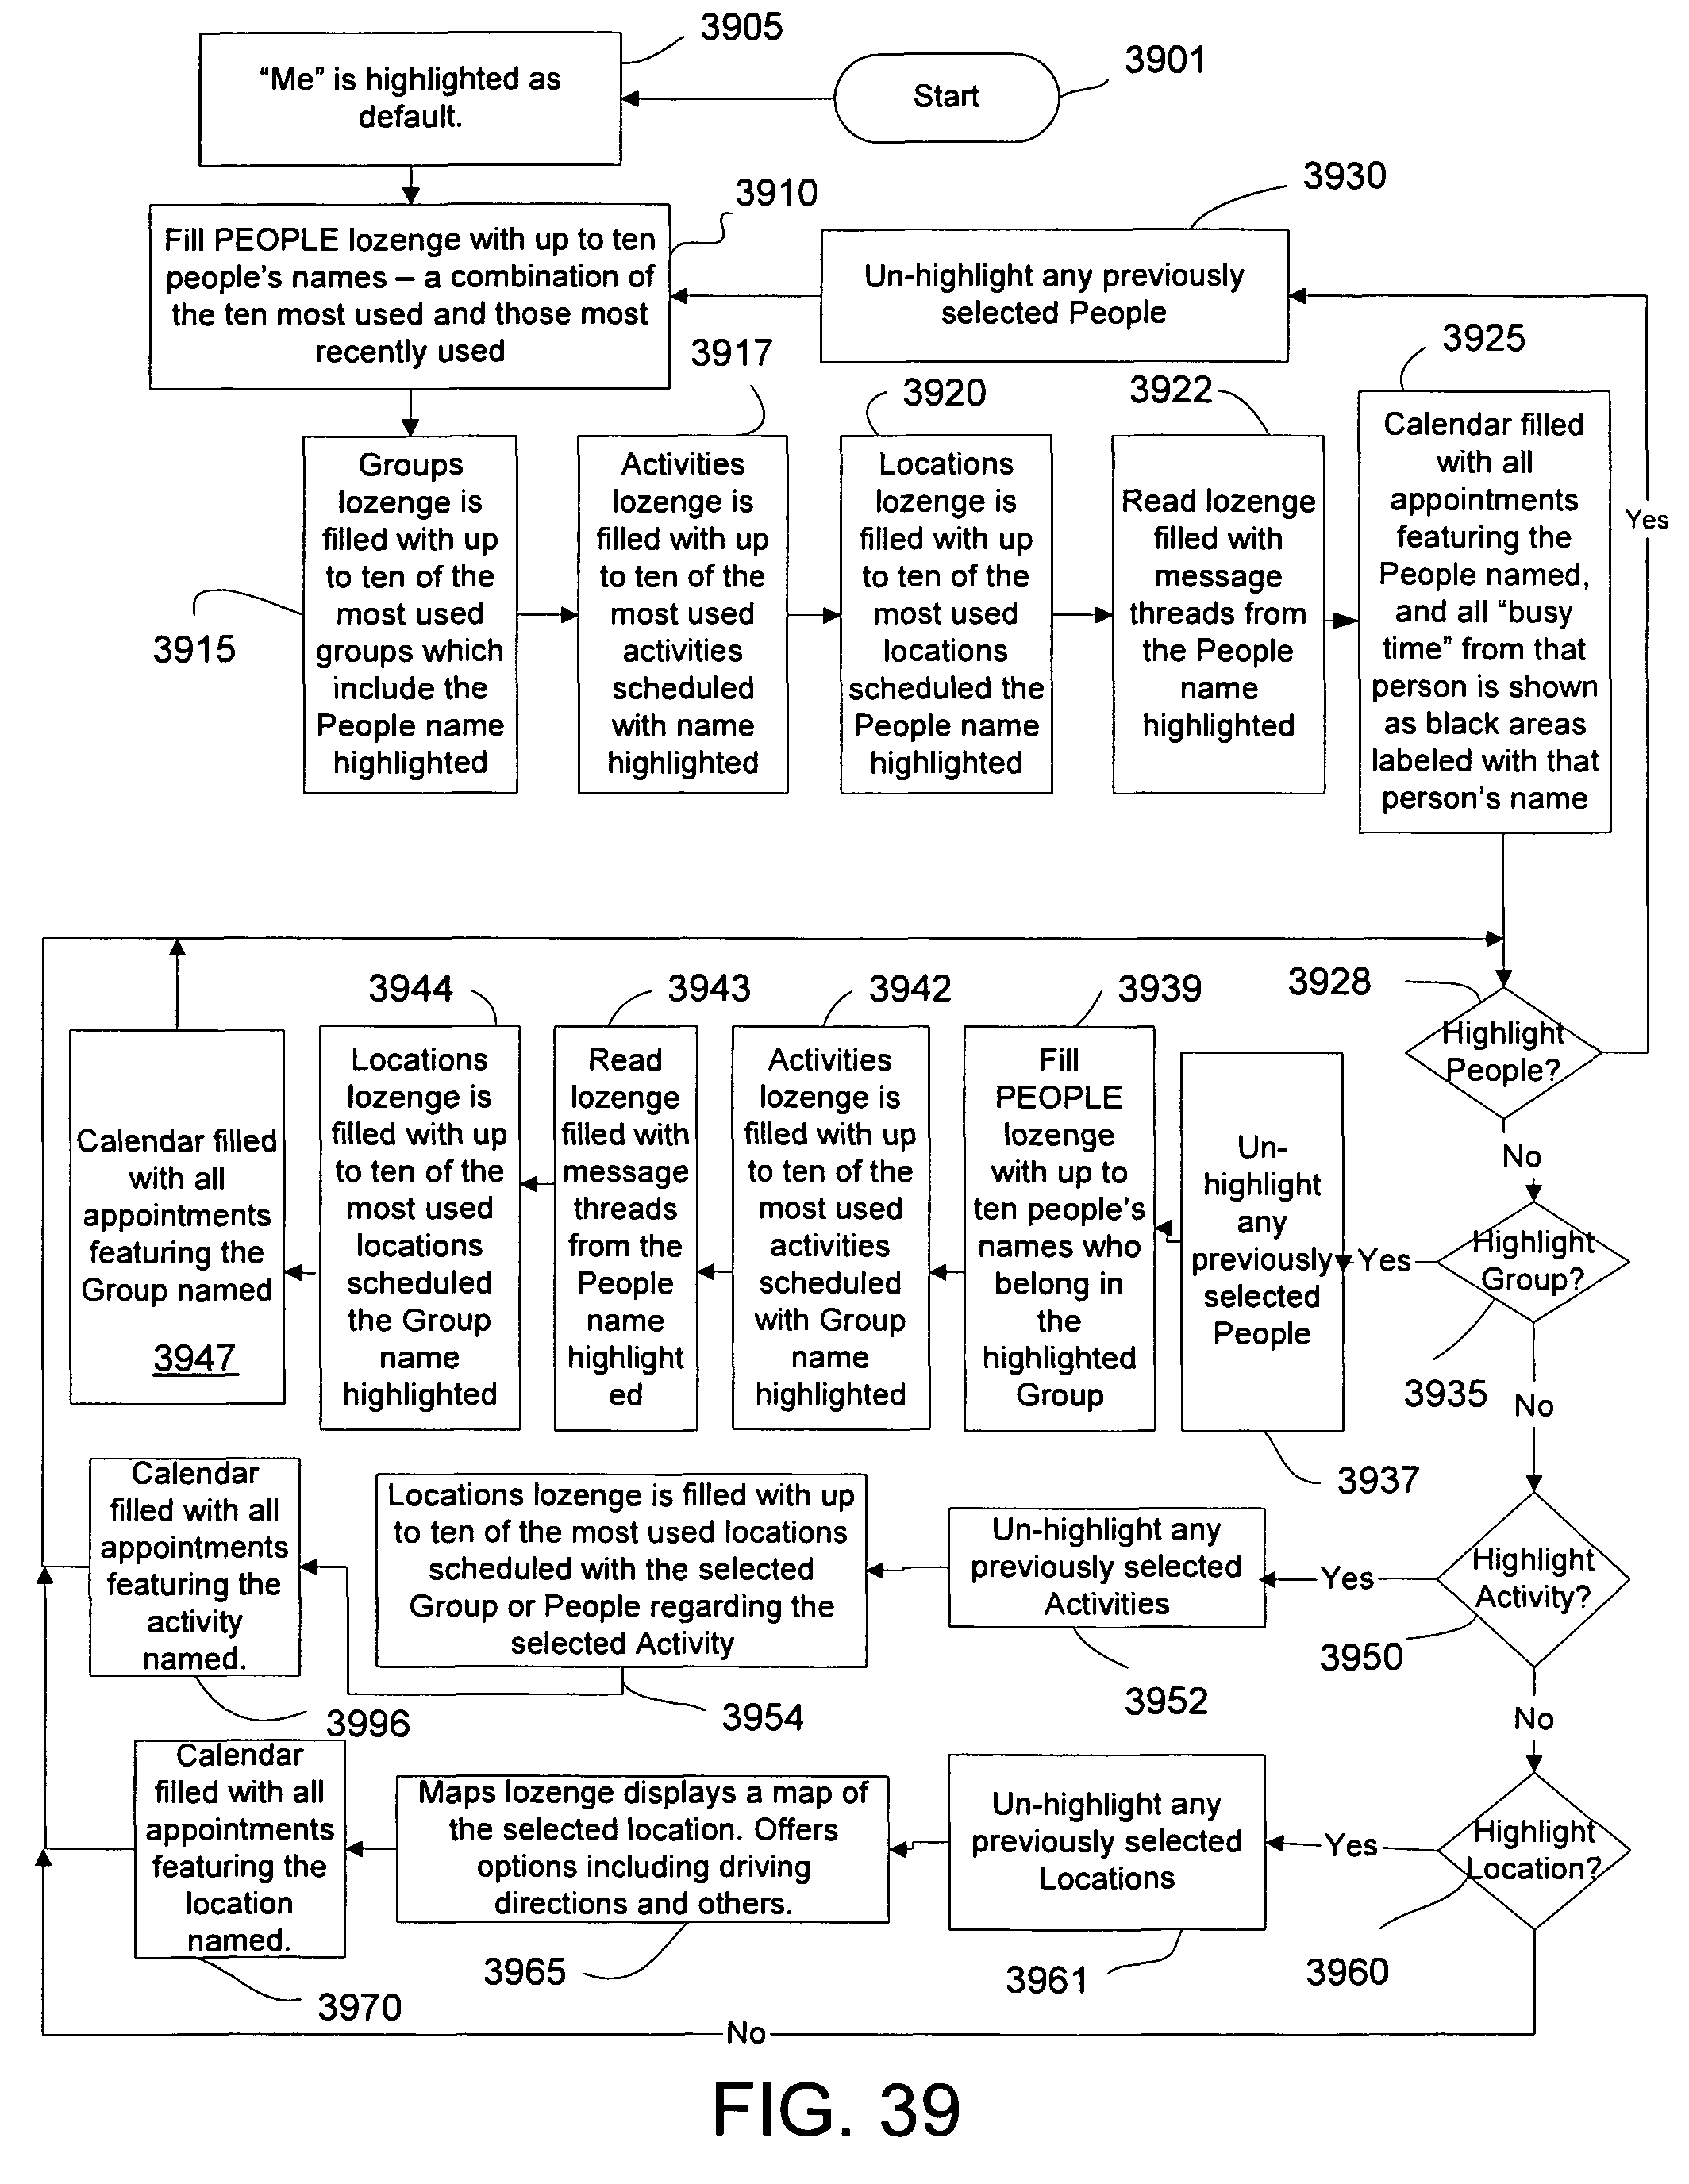 3905
"Me" is highlighted as
default.
Start
3901
3910
Fill PEOPLE lozenge with up to ten
people's names – a combination of
the ten most used and those most
recently used
3930
Un-highlight any previously
selected People
3917
3920
3922
3925
Groups
lozenge is
filled with up
to ten of the
most used
groups which
include the
People name
highlighted
3915
Activities
lozenge is
filled with up
to ten of the
most used
activities
scheduled
with name
highlighted
Locations
lozenge is
filled with up
to ten of the
most used
locations
scheduled the
People name
highlighted
Read lozenge
filled with
message
threads from
the People
name
highlighted
Calendar filled
with all
appointments
featuring the
People named,
and all "busy
time" from that
person is shown
as black areas
labeled with that
person's name
Yes
3928
Highlight
People?
No
3944
3943
3942
3939
Calendar filled
with all
appointments
featuring the
Group named
3947
Locations
lozenge is
filled with up
to ten of the
most used
locations
scheduled
the Group
name
highlighted
Read
lozenge
filled with
message
threads
from the
People
name
highlight
ed
Activities
lozenge is
filled with up
to ten of the
most used
activities
scheduled
with Group
name
highlighted
Fill
PEOPLE
lozenge
with up to
ten people's
names who
belong in
the
highlighted
Group
Un-
highlight
any
previously
selected
People
3937
Yes
Highlight
Group?
3935
No
Calendar
filled with all
appointments
featuring the
activity
named.
3996
Locations lozenge is filled with up
to ten of the most used locations
scheduled with the selected
Group or People regarding the
selected Activity
3954
Un-highlight any
previously selected
Activities
3952
Yes
Highlight
Activity?
3950
No
Calendar
filled with all
appointments
featuring the
location
named.
3970
Maps lozenge displays a map of
the selected location. Offers
options including driving
directions and others.
3965
Un-highlight any
previously selected
Locations
3961
Yes
Highlight
Location?
3960
No
FIG. 39